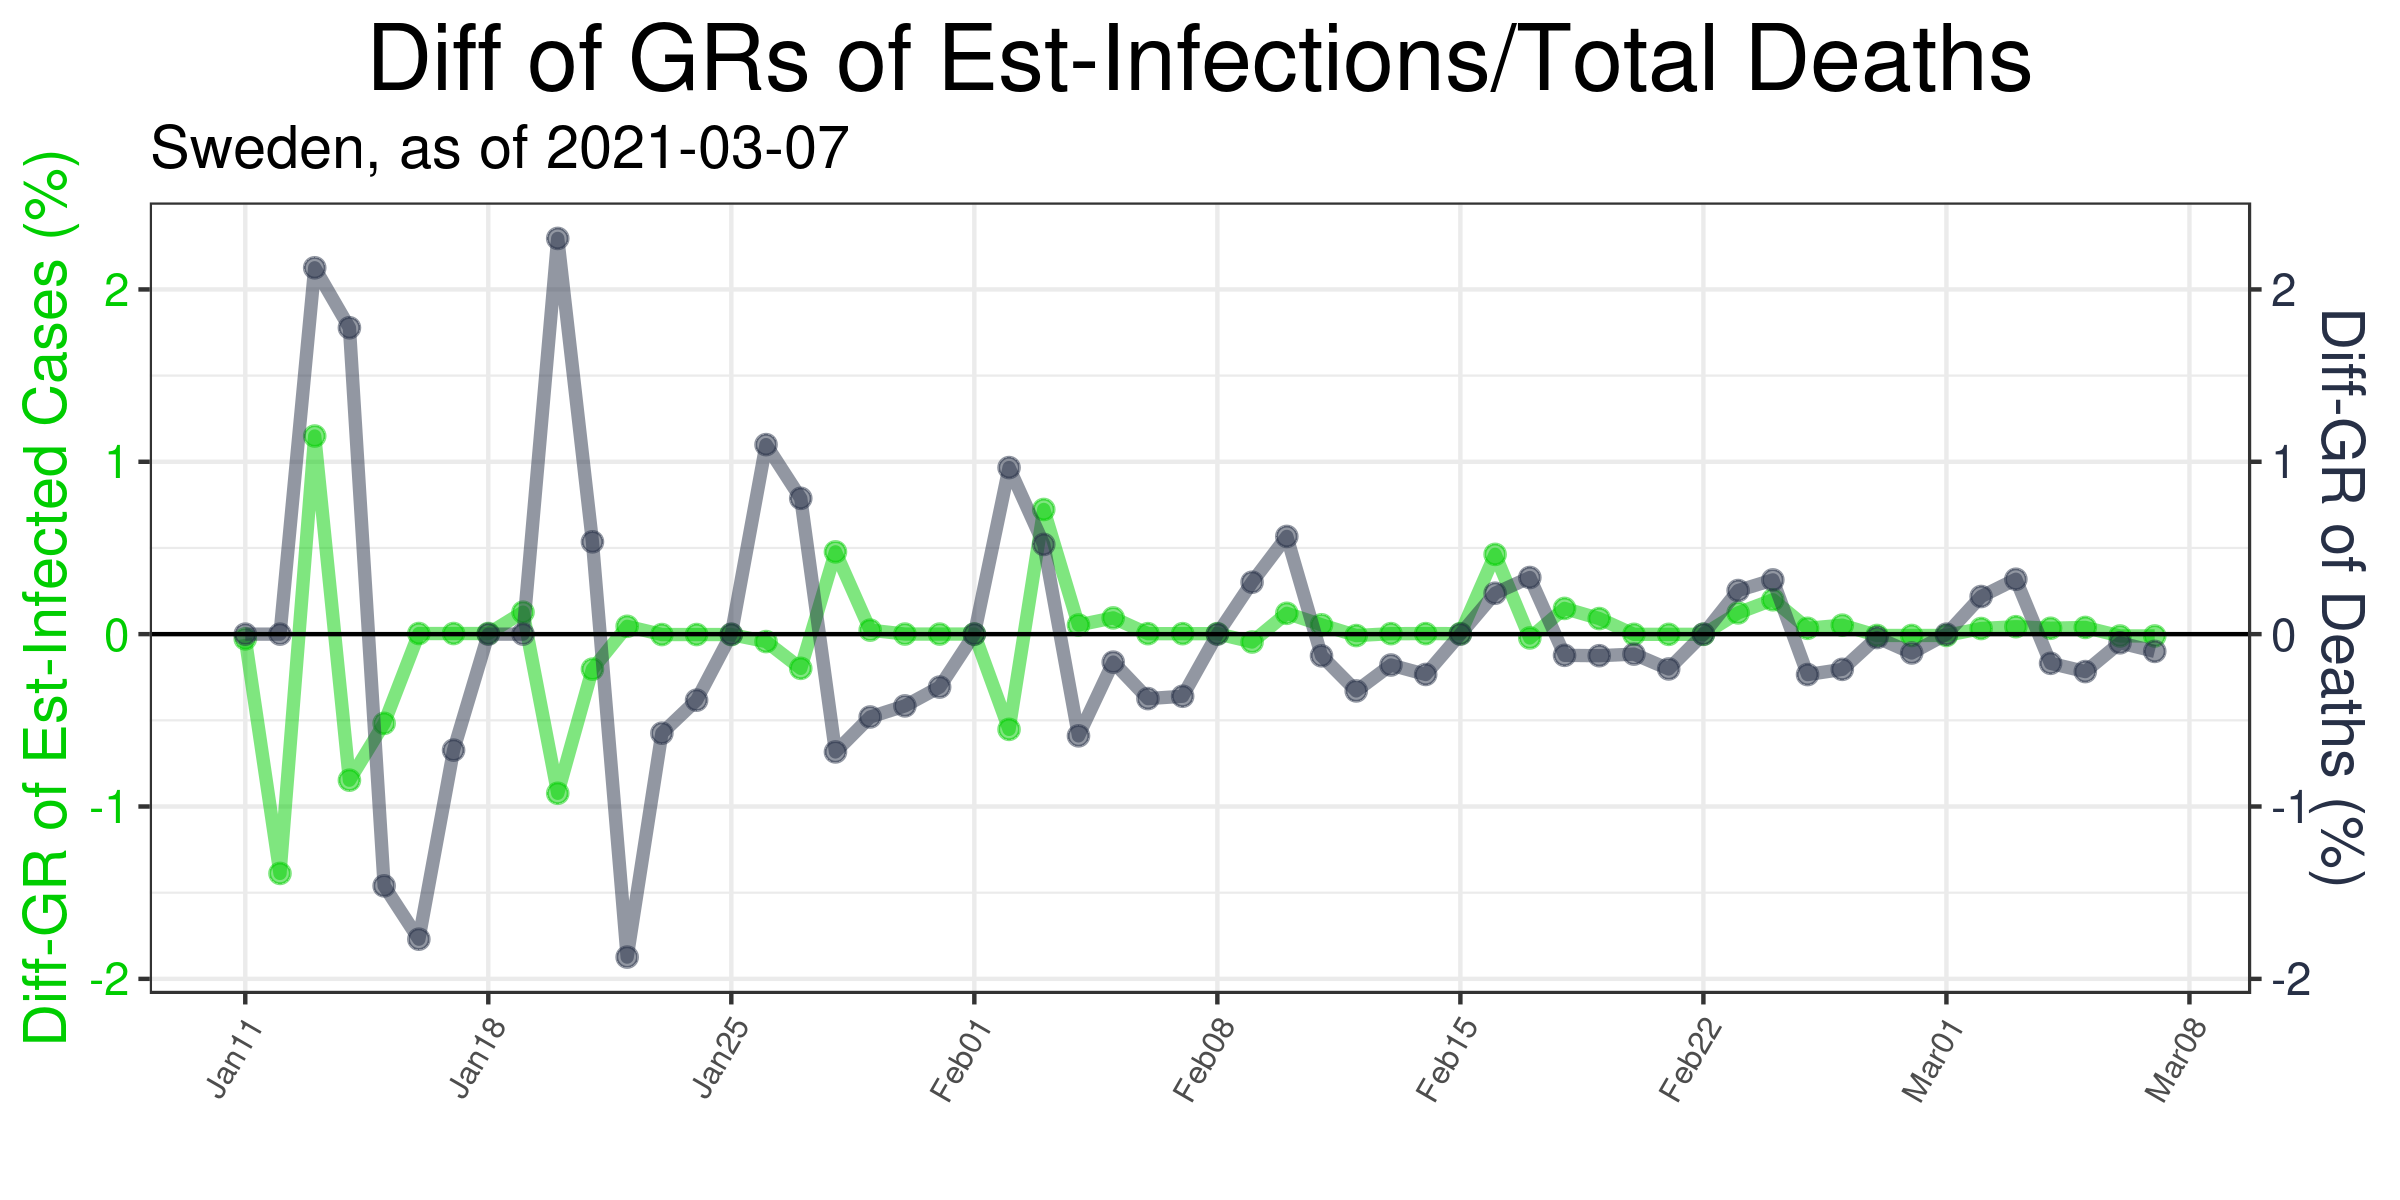 Diff of GRs of Est-Infections/Total Deaths
Sweden, as of 2021-03-07
Diff-GR of Est-Infected Cases (%)
2
1
0
-1
-2
2
1
0
-1
-2
Diff-GR of Deaths (%)
Jan11
Jan18
Jan25
Feb01
Feb08
Feb15
Feb22
Mar01
Mar08